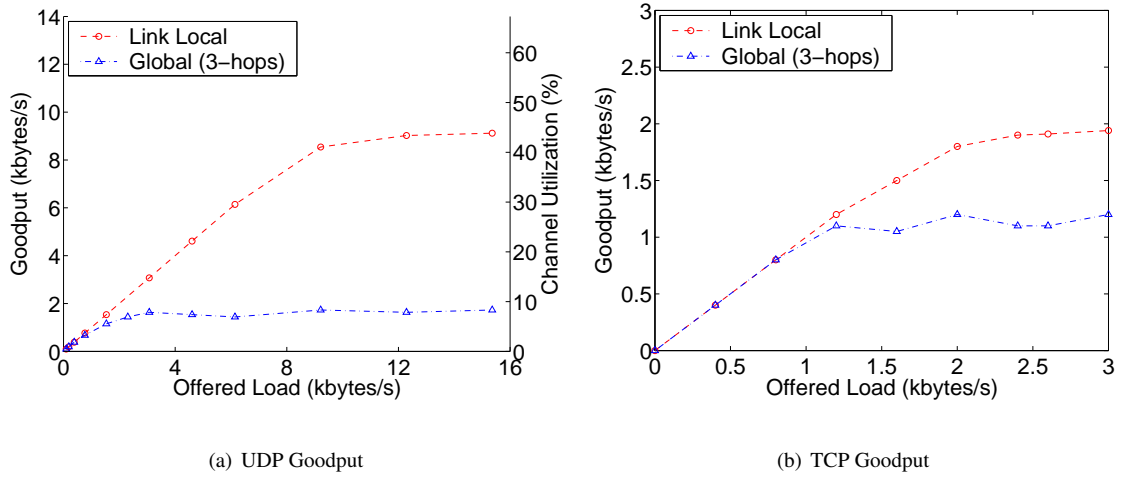 14
12
10
8
6
4
2
0
Goodput (kbytes/s)
Link Local
Global (3−hops)
60
50
40
30
20
10
0
Channel Utilization (%)
0 4 8 12 16
Offered Load (kbytes/s)
(a) UDP Goodput
3
2.5
2
1.5
1
0.5
0
Goodput (kbytes/s)
Link Local
Global (3−hops)
0 0.5 1 1.5 2 2.5 3
Offered Load (kbytes/s)
(b) TCP Goodput